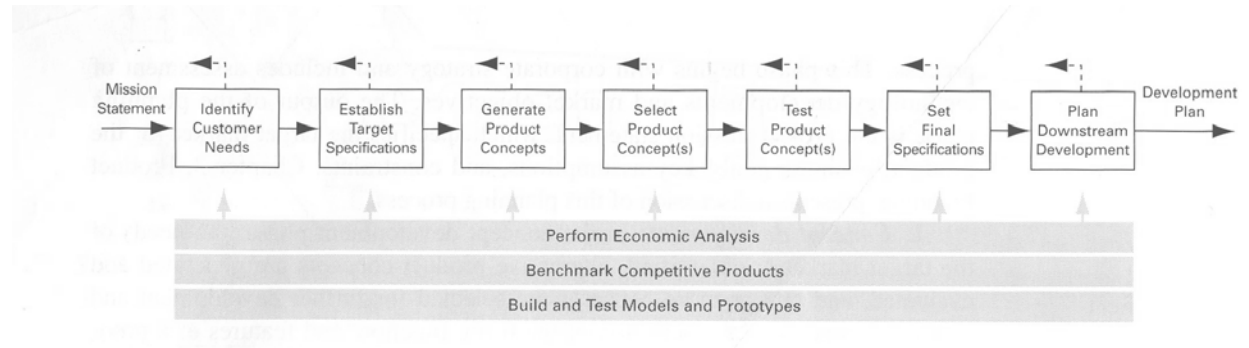 Mission
Statement
Identify
Customer
Needs
Establish
Target
Specifications
Generate
Product
Concepts
Select
Product
Concept(s)
Test
Product
Concept(s)
Set
Final
Specifications
Plan
Downstream
Development
Development
Plan
Perform Economic Analysis
Benchmark Competitive Products
Build and Test Models and Prototypes